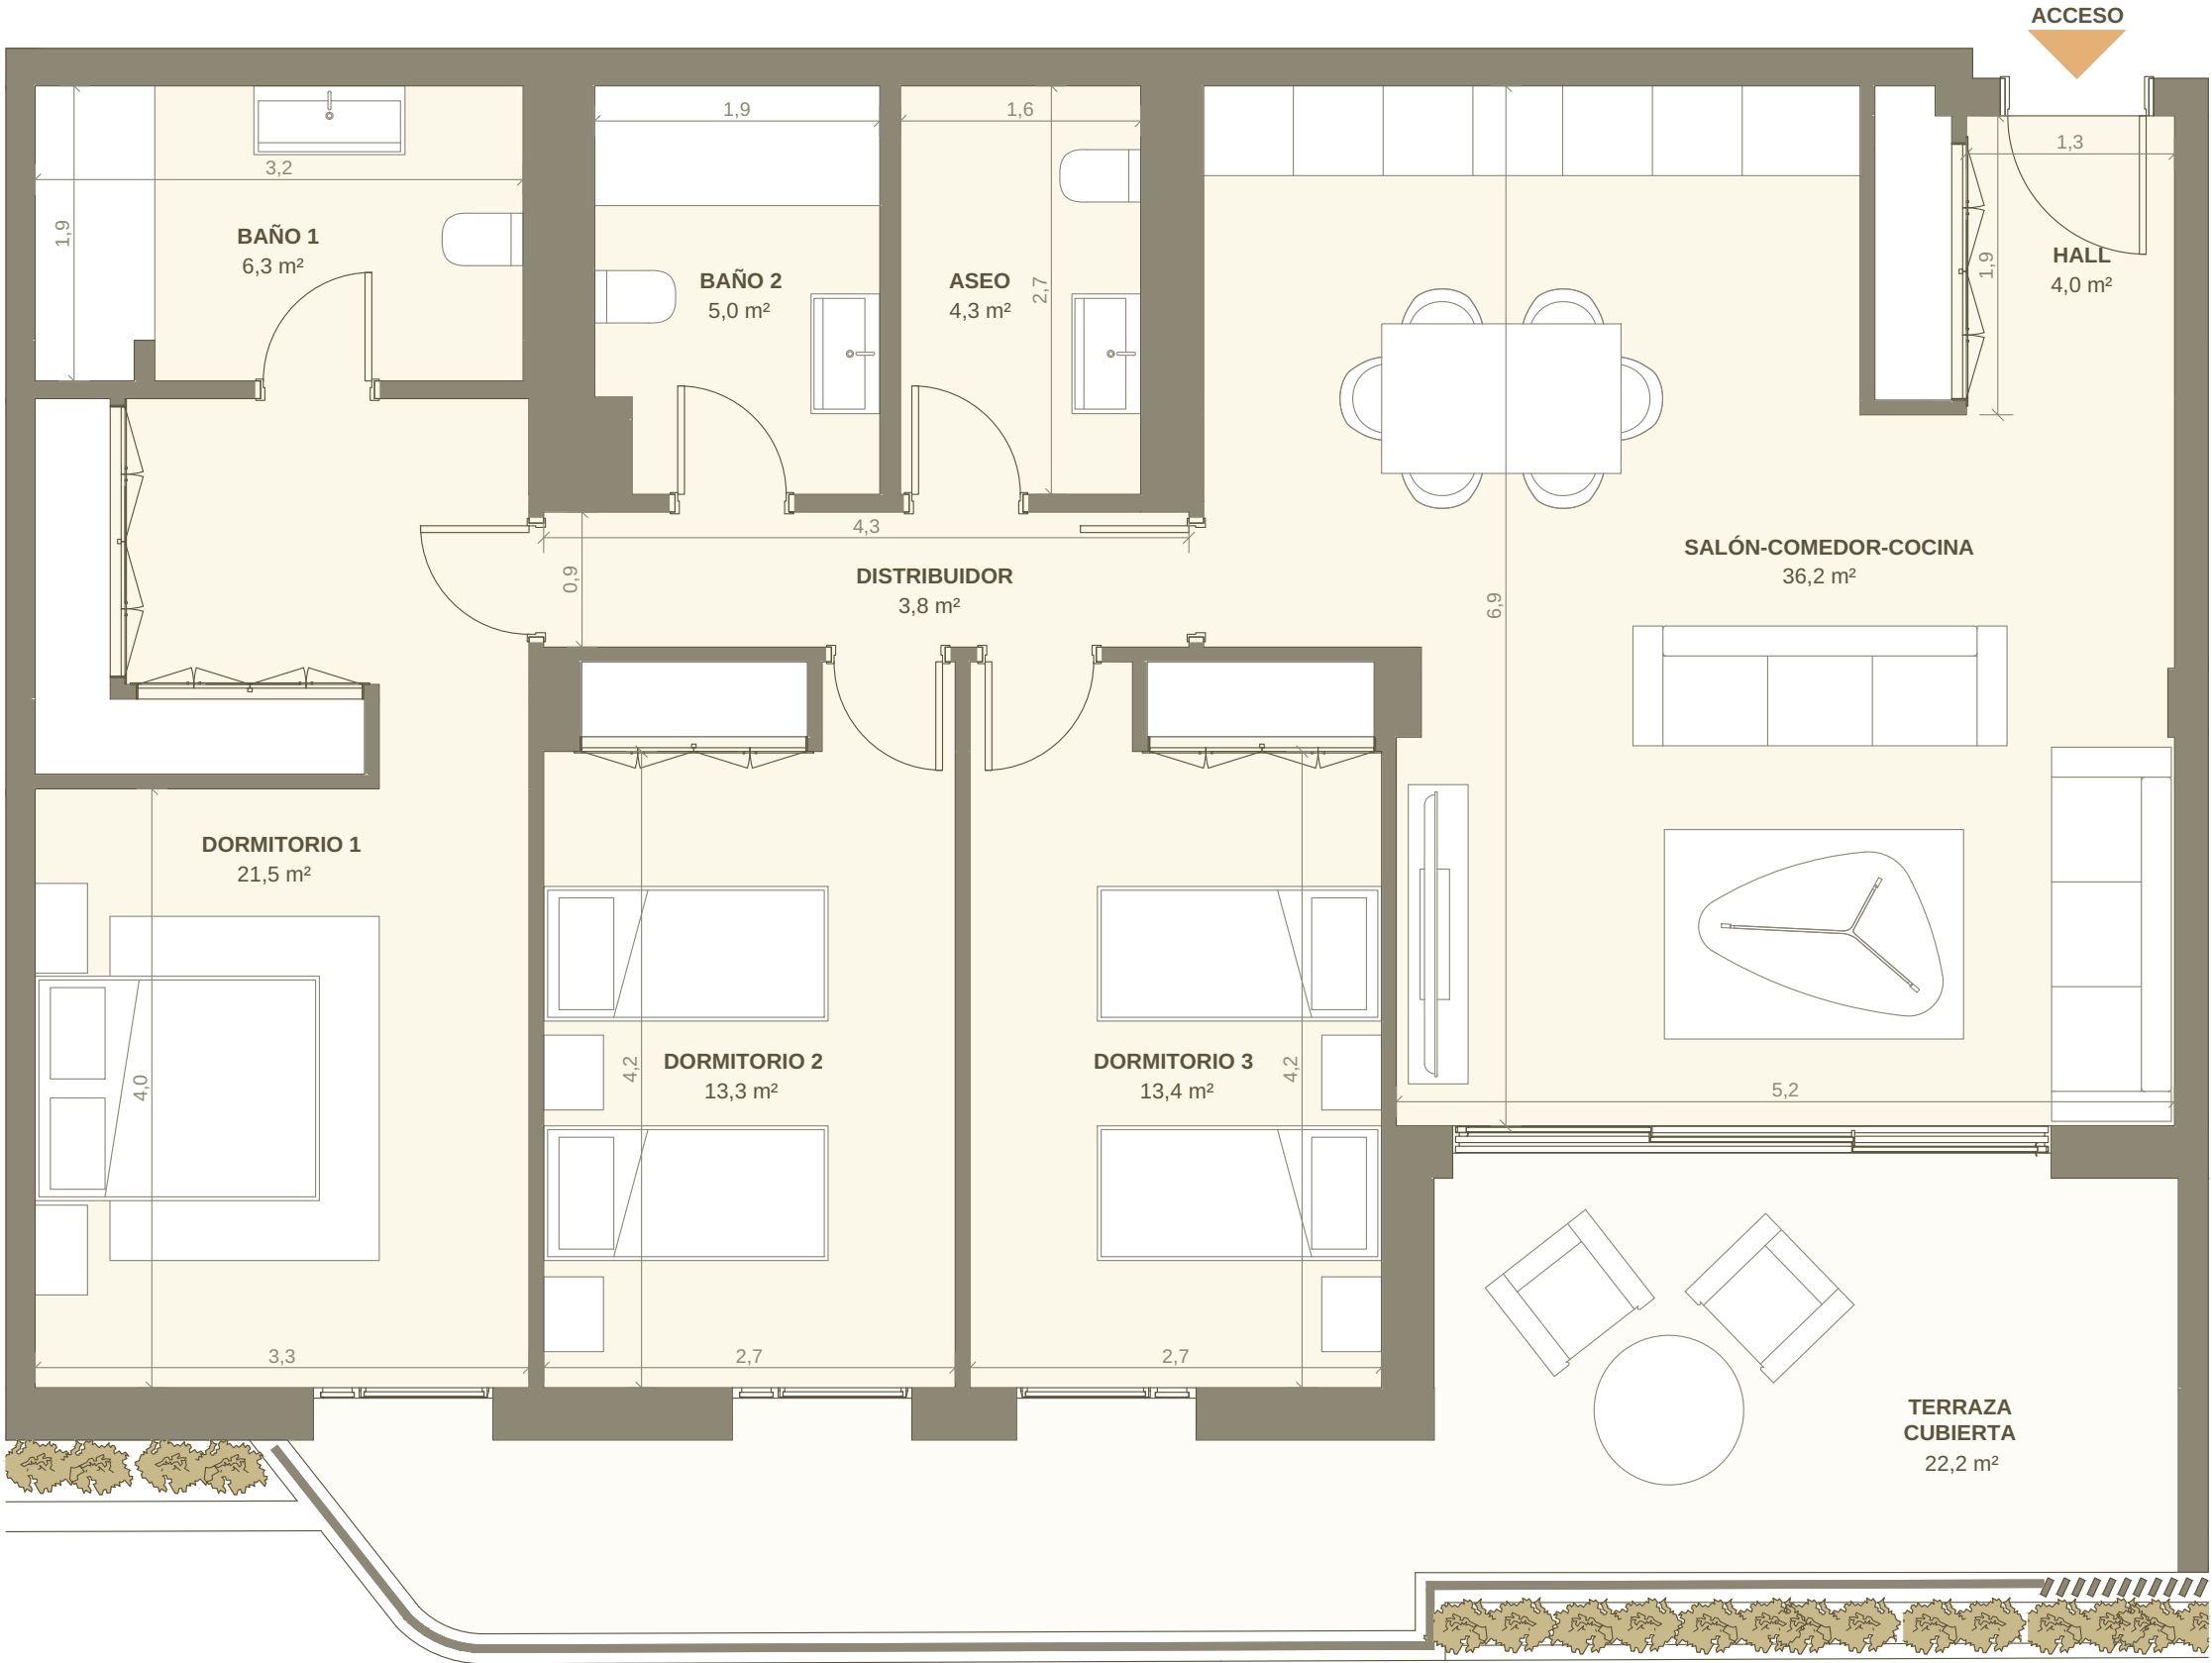 ACCESO
1,9
1,6
1,3
3,2
1,9
BAÑO 1
6,3 m²
BAÑO 2
5,0 m²
ASEO
4,3 m²
2,7
1,9
HALL
4,0 m²
4,3
0,9
DISTRIBUIDOR
3,8 m²
6,9
SALÓN-COMEDOR-COCINA
36,2 m²
DORMITORIO 1
21,5 m²
4,0
4,2
DORMITORIO 2
13,3 m²
DORMITORIO 3
13,4 m²
4,2
5,2
3,3
2,7
2,7
TERRAZA
CUBIERTA
22,2 m²